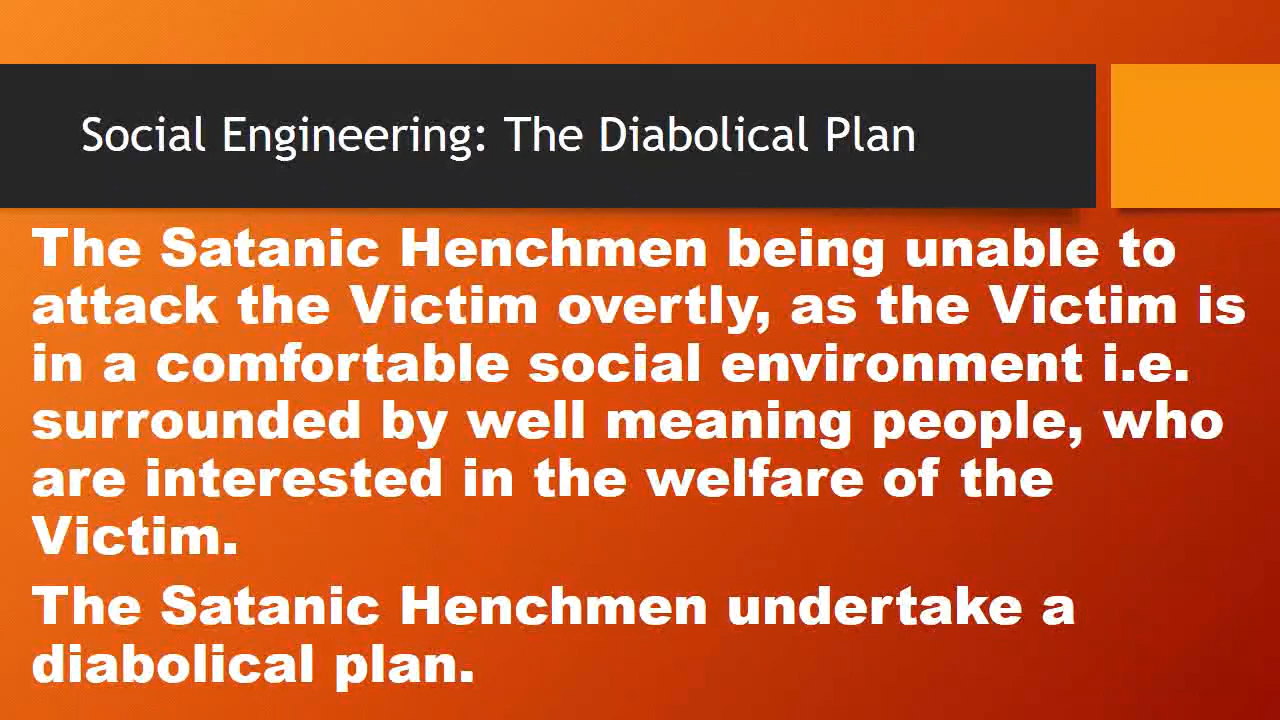 Social Engineering: The Diabolical Plan
The Satanic Henchmen being unable to
attack the Victim overtly, as the Victim is
in a comfortable social environment i.e.
surrounded by well meaning people, who
are interested in the welfare of the
Victim.
The Satanic Henchmen undertake a
diabolical plan.